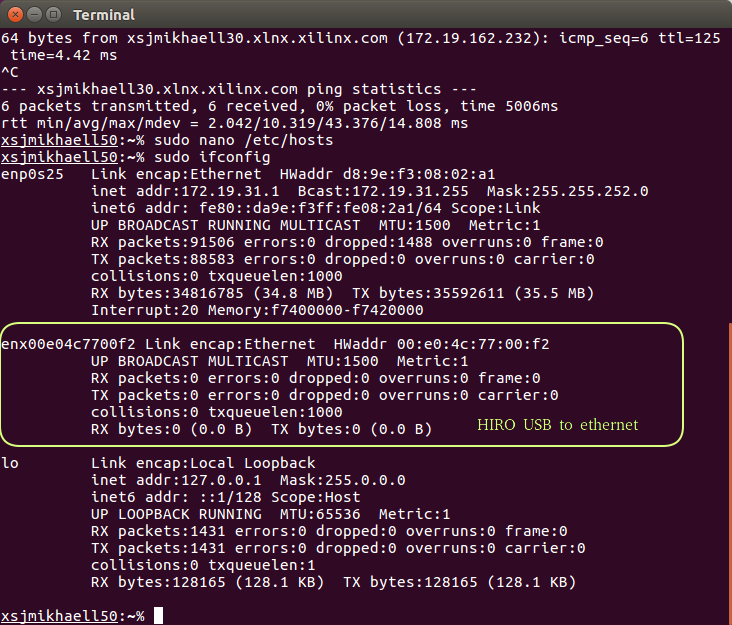 Terminal
64 bytes from xsjmikhaell30.xlnx.xilinx.com (172.19.162.232): icmp_seq=6 ttl=125
 time=4.42 ms
^C
--- xsjmikhaell30.xlnx.xilinx.com ping statistics ---
6 packets transmitted, 6 received, 0% packet loss, time 5006ms
rtt min/avg/max/mdev = 2.042/10.319/43.376/14.808 ms
xsjmikhaell50:~% sudo nano /etc/hosts
xsjmikhaell50:~% sudo ifconfig
enp0s25   Link encap:Ethernet  HWaddr d8:9e:f3:08:02:a1
          inet addr:172.19.31.1  Bcast:172.19.31.255  Mask:255.255.252.0
          inet6 addr: fe80::da9e:f3ff:fe08:2a1/64 Scope:Link
          UP BROADCAST RUNNING MULTICAST  MTU:1500  Metric:1
          RX packets:91506 errors:0 dropped:1488 overruns:0 frame:0
          TX packets:88583 errors:0 dropped:0 overruns:0 carrier:0
          collisions:0 txqueuelen:1000
          RX bytes:34816785 (34.8 MB)  TX bytes:35592611 (35.5 MB)
          Interrupt:20 Memory:f7400000-f7420000
enx00e04c7700f2 Link encap:Ethernet  HWaddr 00:e0:4c:77:00:f2
          UP BROADCAST MULTICAST  MTU:1500  Metric:1
          RX packets:0 errors:0 dropped:0 overruns:0 frame:0
          TX packets:0 errors:0 dropped:0 overruns:0 carrier:0
          collisions:0 txqueuelen:1000
          RX bytes:0 (0.0 B)  TX bytes:0 (0.0 B)
HIRO USB to ethernet
lo        Link encap:Local Loopback
          inet addr:127.0.0.1  Mask:255.0.0.0
          inet6 addr: ::1/128 Scope:Host
          UP LOOPBACK RUNNING  MTU:65536  Metric:1
          RX packets:1431 errors:0 dropped:0 overruns:0 frame:0
          TX packets:1431 errors:0 dropped:0 overruns:0 carrier:0
          collisions:0 txqueuelen:1
          RX bytes:128165 (128.1 KB)  TX bytes:128165 (128.1 KB)
xsjmikhaell50:~%